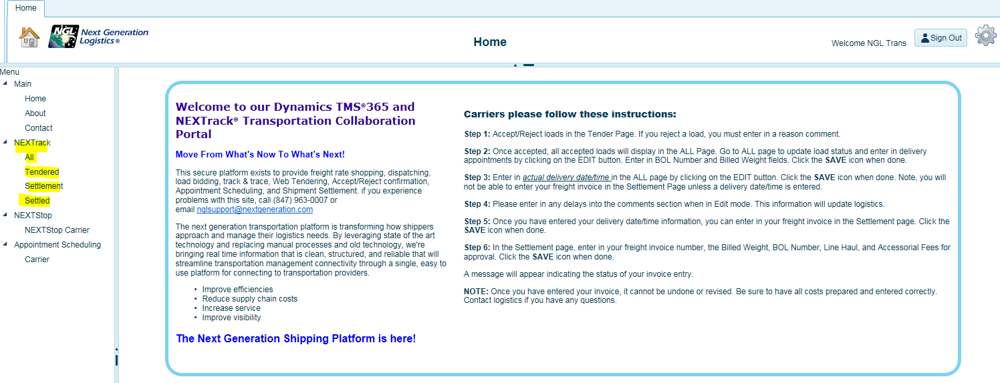 Home
NGL Next Generation
Logistics®
Home
Welcome NGL Trans
Sign Out
Menu
Main
Home
About
Contact
NEXTrack
All
Tendered
Settlement
Settled
NEXTStop
NEXTStop Carrier
Appointment Scheduling
Carrier
Welcome to our Dynamics TMS®365 and
NEXTrack® Transportation Collaboration
Portal
Move From What's Now To What's Next!
This secure platform exists to provide freight rate shopping, dispatching,
load bidding, track & trace, Web Tendering, Accept/Reject confirmation,
Appointment Scheduling, and Shipment Settlement. if you experience
problems with this site, call (847) 963-0007 or
email nglsupport@nextgeneration.com
The next generation transportation platform is transforming how shippers
approach and manage their logistics needs. By leveraging state of the art
technology and replacing manual processes and old technology, we're
bringing real time information that is clean, structured, and reliable that will
streamline transportation management connectivity through a single, easy to
use platform for connecting to transportation providers.
• Improve efficiencies
• Reduce supply chain costs
• Increase service
• Improve visibility
The Next Generation Shipping Platform is here!
Carriers please follow these instructions:
Step 1: Accept/Reject loads in the Tender Page. If you reject a load, you must enter in a reason comment.
Step 2: Once accepted, all accepted loads will display in the ALL Page. Go to ALL page to update load status and enter in delivery
appointments by clicking on the EDIT button. Enter in BOL Number and Billed Weight fields. Click the SAVE icon when done.
Step 3: Enter in actual delivery date/time in the ALL page by clicking on the EDIT button. Click the SAVE icon when done. Note, you will
not be able to enter your freight invoice in the Settlement Page unless a delivery date/time is entered.
Step 4: Please enter in any delays into the comments section when in Edit mode. This information will update logistics.
Step 5: Once you have entered your delivery date/time information, you can enter in your freight invoice in the Settlement page. Click the
SAVE icon when done.
Step 6: In the Settlement page, enter in your freight invoice number, the Billed Weight, BOL Number, Line Haul, and Accessorial Fees for
approval. Click the SAVE icon when done.
A message will appear indicating the status of your invoice entry.
NOTE: Once you have entered your invoice, it cannot be undone or revised. Be sure to have all costs prepared and entered correctly.
Contact logistics if you have any questions.